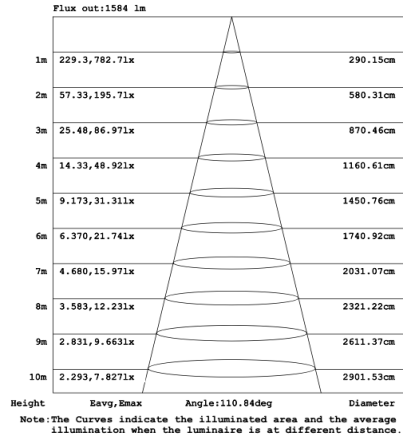 Flux out:1584 lm
1m 229.3,782.7lx 290.15cm
2m 57.33,195.7lx 580.31cm
3m 25.48,86.97lx 870.46cm
4m 14.33,48.92lx 1160.61cm
5m 9.173,31.31lx 1450.76cm
6m 6.370,21.74lx 1740.92cm
7m 4.680,15.97lx 2031.07cm
8m 3.583,12.23lx 2321.22cm
9m 2.831,9.663lx 2611.37cm
10m 2.293,7.827lx 2901.53cm
Height Eavg,Emax Angle:110.84deg Diameter
Note:The Curves indicate the illuminated area and the average
illumination when the luminaire is at different distance.